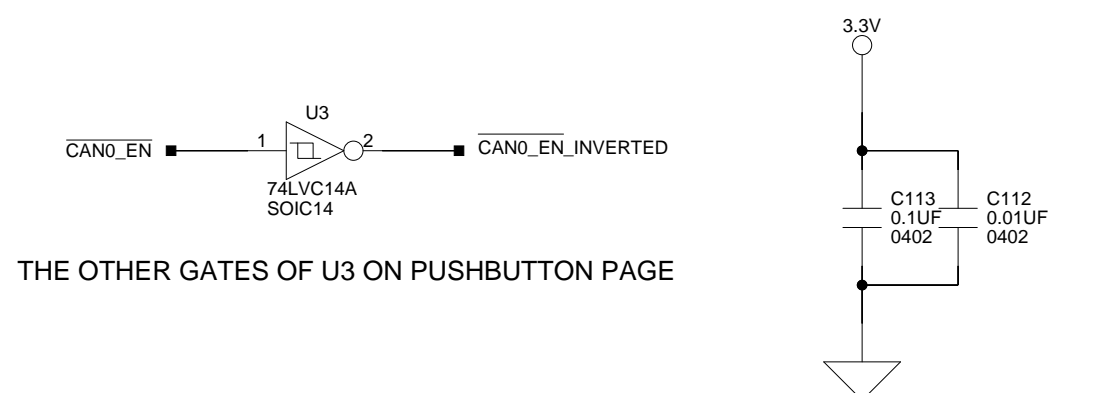 3.3V
U3
CAN0_EN
1
2
CAN0_EN_INVERTED
74LVC14A
SOIC14
C113
0.1UF
0402
C112
0.01UF
0402
THE OTHER GATES OF U3 ON PUSHBUTTON PAGE